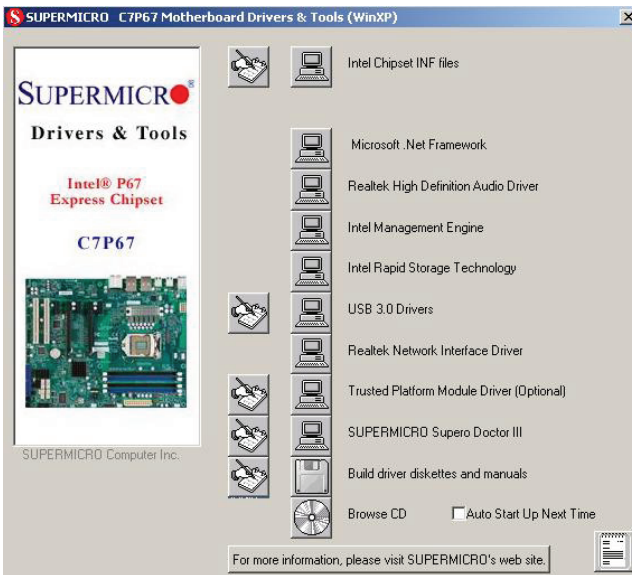 SUPERMICRO C7P67 Motherboard Drivers & Tools (WinXP)
SUPERMICRO
Drivers & Tools
Intel® P67
Express Chipset
C7P67
SUPERMICRO Computer Inc.
Intel Chipset INF files
Microsoft .Net Framework
Realtek High Definition Audio Driver
Intel Management Engine
Intel Rapid Storage Technology
USB 3.0 Drivers
Realtek Network Interface Driver
Trusted Platform Module Driver (Optional)
SUPERMICRO Supero Doctor III
Build driver diskettes and manuals
Browse CD
Auto Start Up Next Time
For more information, please visit SUPERMICRO's web site.